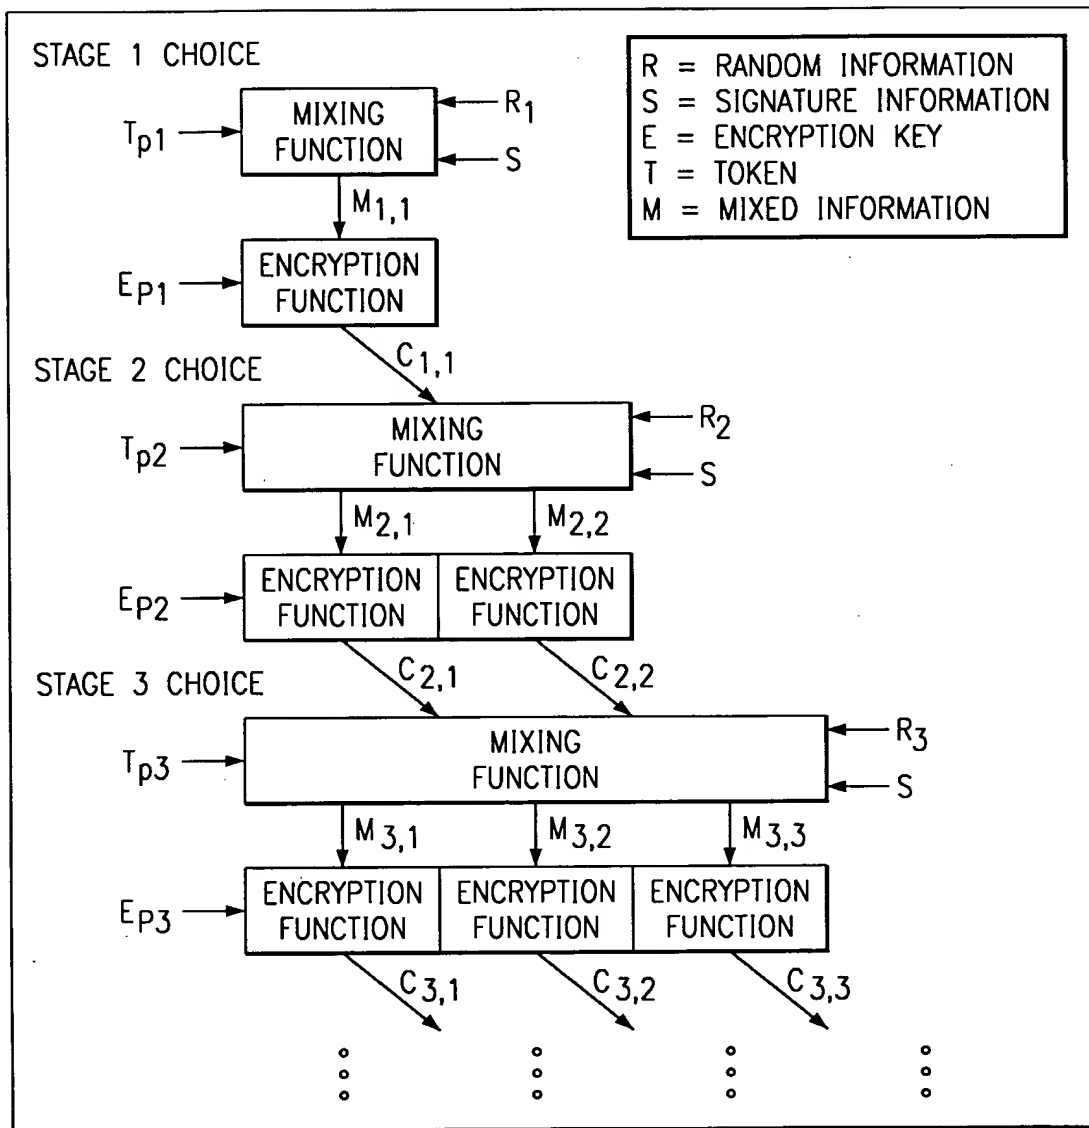 STAGE 1 CHOICE
R = RANDOM INFORMATION
S = SIGNATURE INFORMATION
E = ENCRYPTION KEY
T = TOKEN
M = MIXED INFORMATION
Tp1
MIXING
FUNCTION
R1
S
M1,1
EP1
ENCRYPTION
FUNCTION
C1,1
STAGE 2 CHOICE
Tp2
MIXING
FUNCTION
R2
S
M2,1 M2,2
EP2
ENCRYPTION
FUNCTION
ENCRYPTION
FUNCTION
C2,1 C2,2
STAGE 3 CHOICE
Tp3
MIXING
FUNCTION
R3
S
M3,1 M3,2 M3,3
EP3
ENCRYPTION
FUNCTION
ENCRYPTION
FUNCTION
ENCRYPTION
FUNCTION
C3,1 C3,2 C3,3